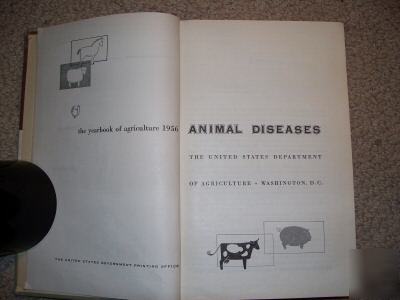 the yearbook of agriculture 1956
THE UNITED STATES GOVERNMENT PRINTING OFFICE
ANIMAL DISEASES
THE UNITED STATES DEPARTMENT
OF AGRICULTURE • WASHINGTON, D.C.